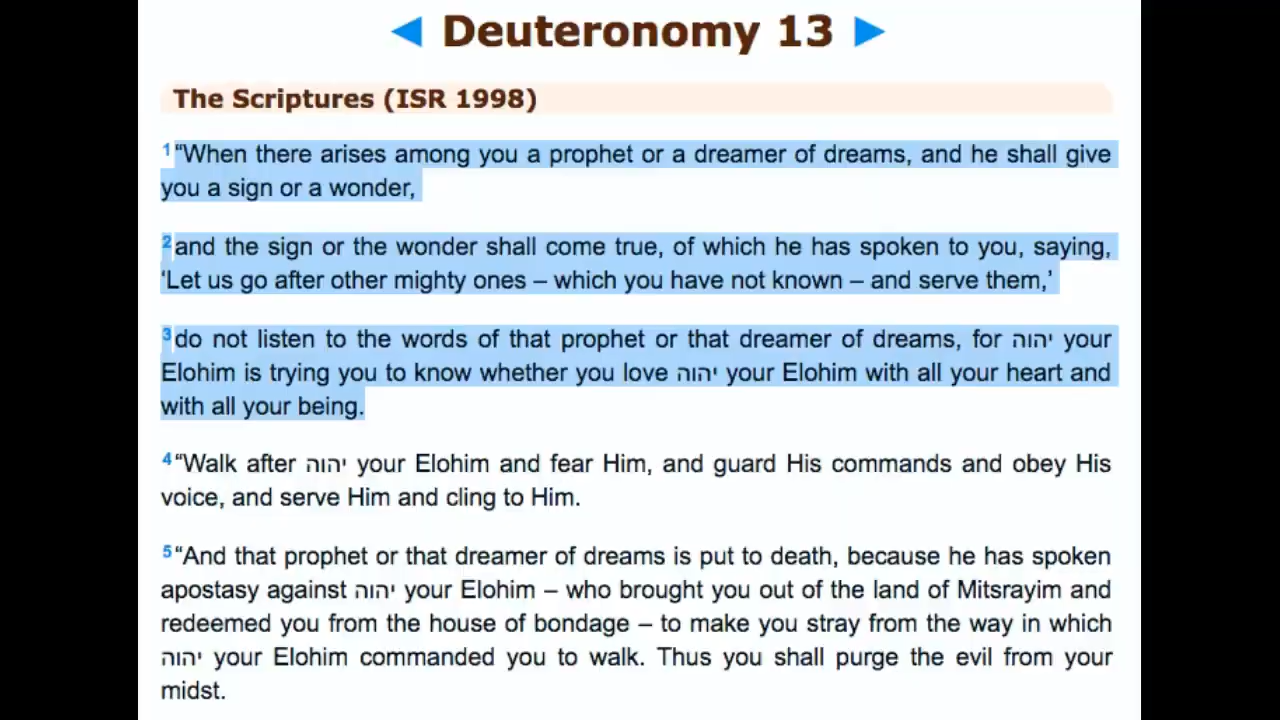 ◄ Deuteronomy 13 ►
The Scriptures (ISR 1998)
1 “When there arises among you a prophet or a dreamer of dreams, and he shall give
you a sign or a wonder,
2 and the sign or the wonder shall come true, of which he has spoken to you, saying,
‘Let us go after other mighty ones – which you have not known – and serve them,’
3 do not listen to the words of that prophet or that dreamer of dreams, for יהוה your
Elohim is trying you to know whether you love יהוה your Elohim with all your heart and
with all your being.
4 “Walk after יהוה your Elohim and fear Him, and guard His commands and obey His
voice, and serve Him and cling to Him.
5 “And that prophet or that dreamer of dreams is put to death, because he has spoken
apostasy against יהוה your Elohim – who brought you out of the land of Mitsrayim and
redeemed you from the house of bondage – to make you stray from the way in which
יהוה your Elohim commanded you to walk. Thus you shall purge the evil from your
midst.